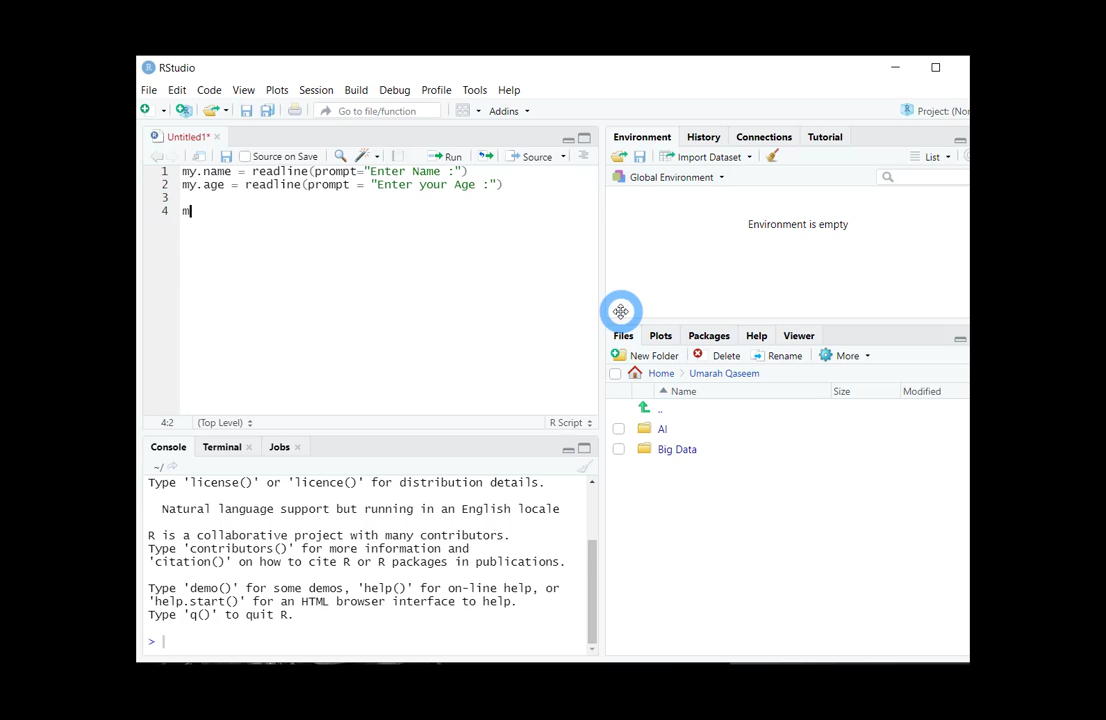 RStudio
File Edit Code View Plots Session Build Debug Profile Tools Help
Go to file/function Addins Project: (Nor
Untitled1*
Source on Save Run Source
1 my.name = readline(prompt="Enter Name :")
2 my.age = readline(prompt = "Enter your Age :")
3
4 m
4:2 (Top Level) R Script
Console Terminal Jobs
~/
Type 'license()' or 'licence()' for distribution details.
Natural language support but running in an English locale
R is a collaborative project with many contributors.
Type 'contributors()' for more information and
'citation()' on how to cite R or R packages in publications.
Type 'demo()' for some demos, 'help()' for on-line help, or
'help.start()' for an HTML browser interface to help.
Type 'q()' to quit R.
>
Environment History Connections Tutorial
Import Dataset List
Global Environment
Environment is empty
Files Plots Packages Help Viewer
New Folder Delete Rename More
Home Umarah Qaseem
Name Size Modified
..
AI
Big Data